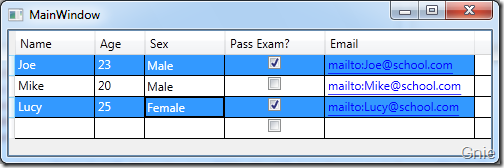 MainWindow
Name Age Sex Pass Exam? Email
Joe 23 Male mailto:Joe@school.com
Mike 20 Male mailto:Mike@school.com
Lucy 25 Female mailto:Lucy@school.com
Gnie